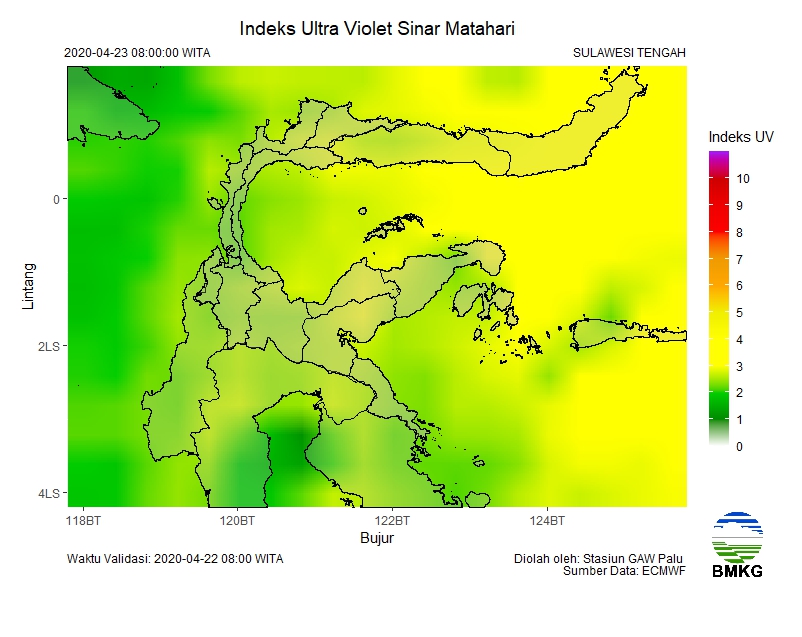 Indeks Ultra Violet Sinar Matahari
2020-04-23 08:00:00 WITA
SULAWESI TENGAH
Indeks UV
10
9
8
7
6
5
4
3
2
1
0
Lintang
0
2LS
4LS
118BT
120BT
122BT
124BT
Bujur
Waktu Validasi: 2020-04-22 08:00 WITA
Diolah oleh: Stasiun GAW Palu
Sumber Data: ECMWF
BMKG